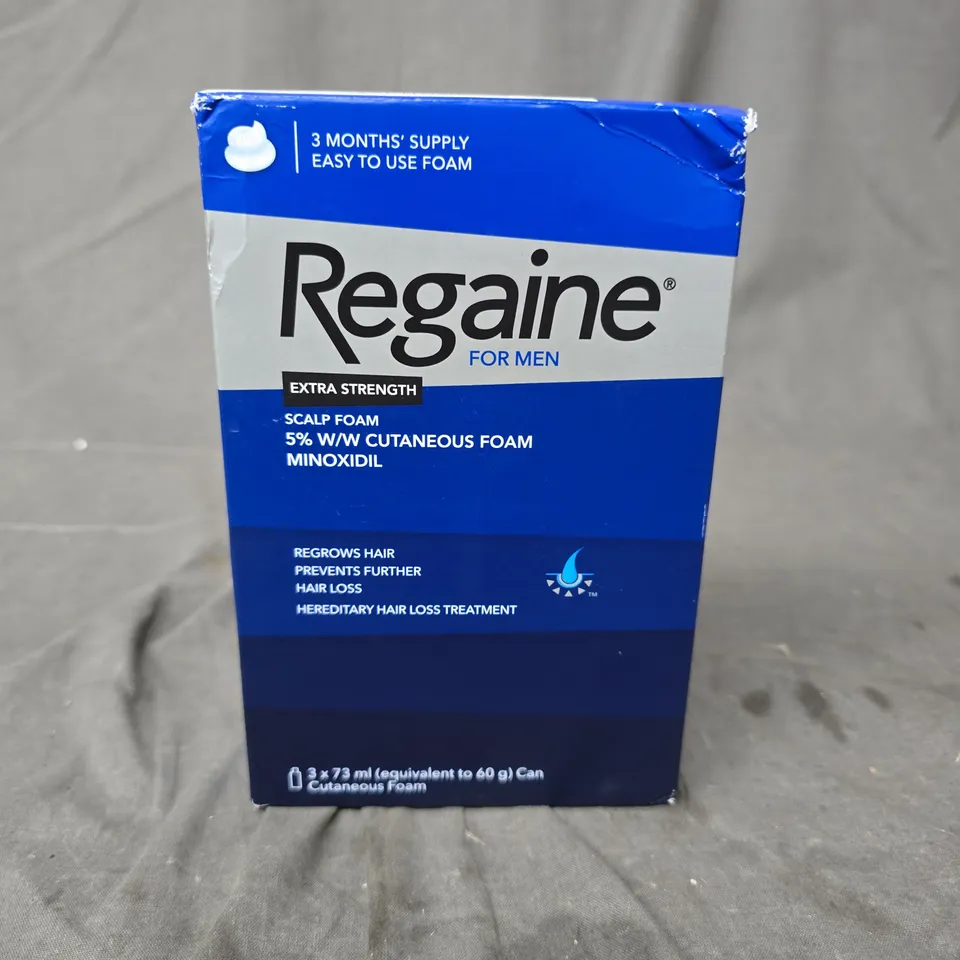 3 MONTHS' SUPPLY
EASY TO USE FOAM
Regaine®
FOR MEN
EXTRA STRENGTH
SCALP FOAM
5% W/W CUTANEOUS FOAM
MINOXIDIL
REGROWS HAIR
PREVENTS FURTHER
HAIR LOSS
HEREDITARY HAIR LOSS TREATMENT
TM
3 x 73 ml (equivalent to 60 g) Can
Cutaneous Foam